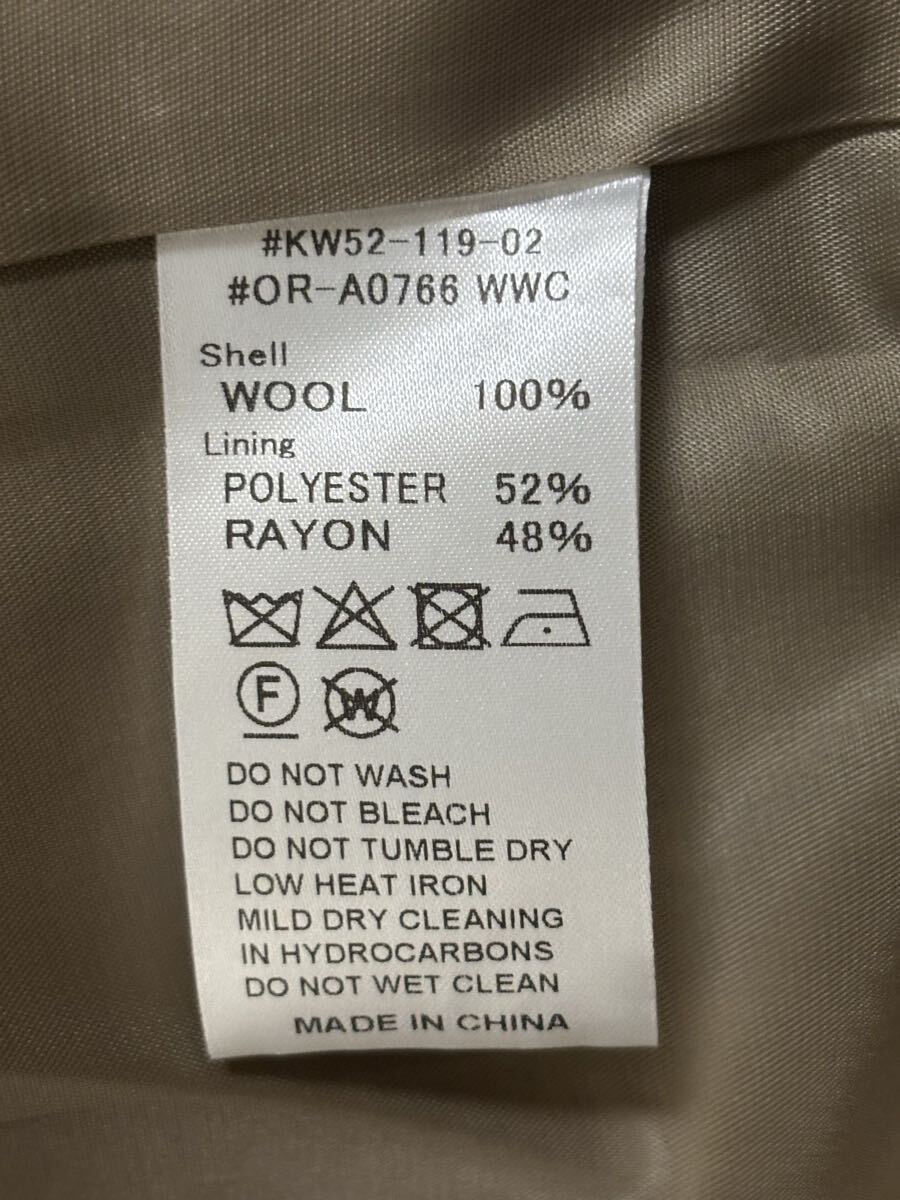 #KW52-119-02
#OR-A0766 WWC
Shell
WOOL 100%
Lining
POLYESTER 52%
RAYON 48%
F W
DO NOT WASH
DO NOT BLEACH
DO NOT TUMBLE DRY
LOW HEAT IRON
MILD DRY CLEANING
IN HYDROCARBONS
DO NOT WET CLEAN
MADE IN CHINA